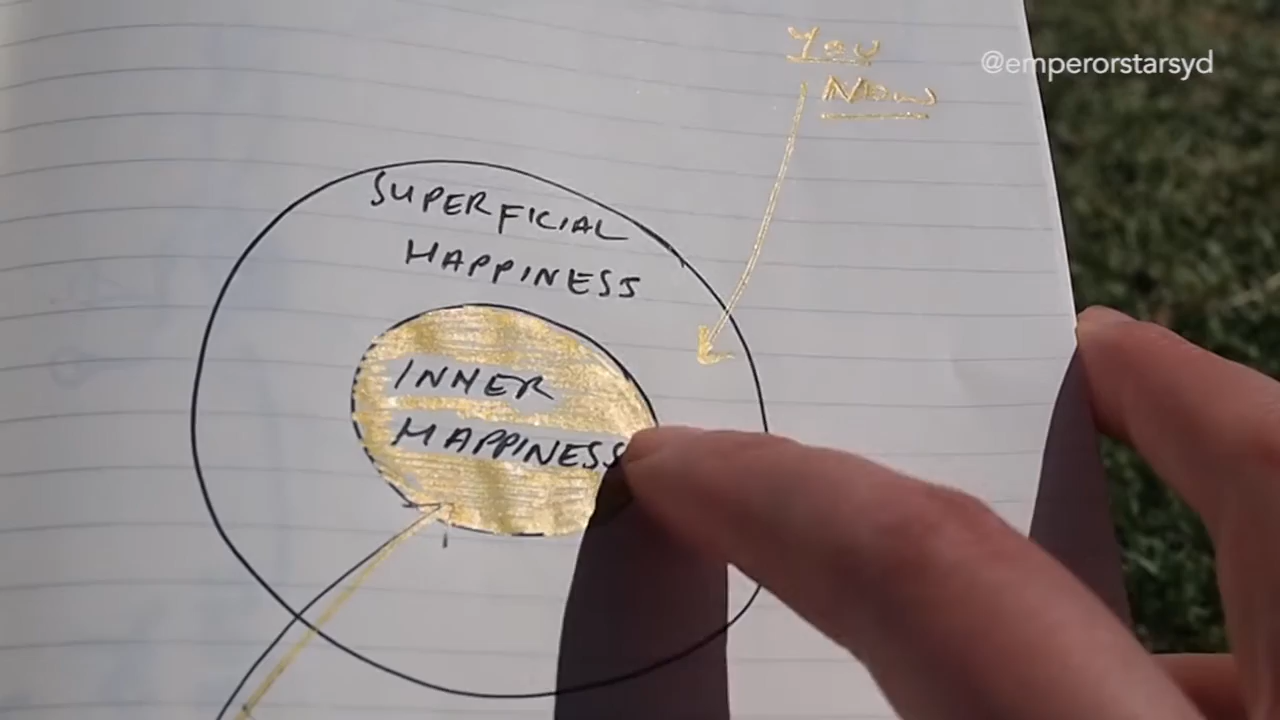 You
Now
@emperorstarsyd
SUPERFICIAL
HAPPINESS
INNER
HAPPINESS